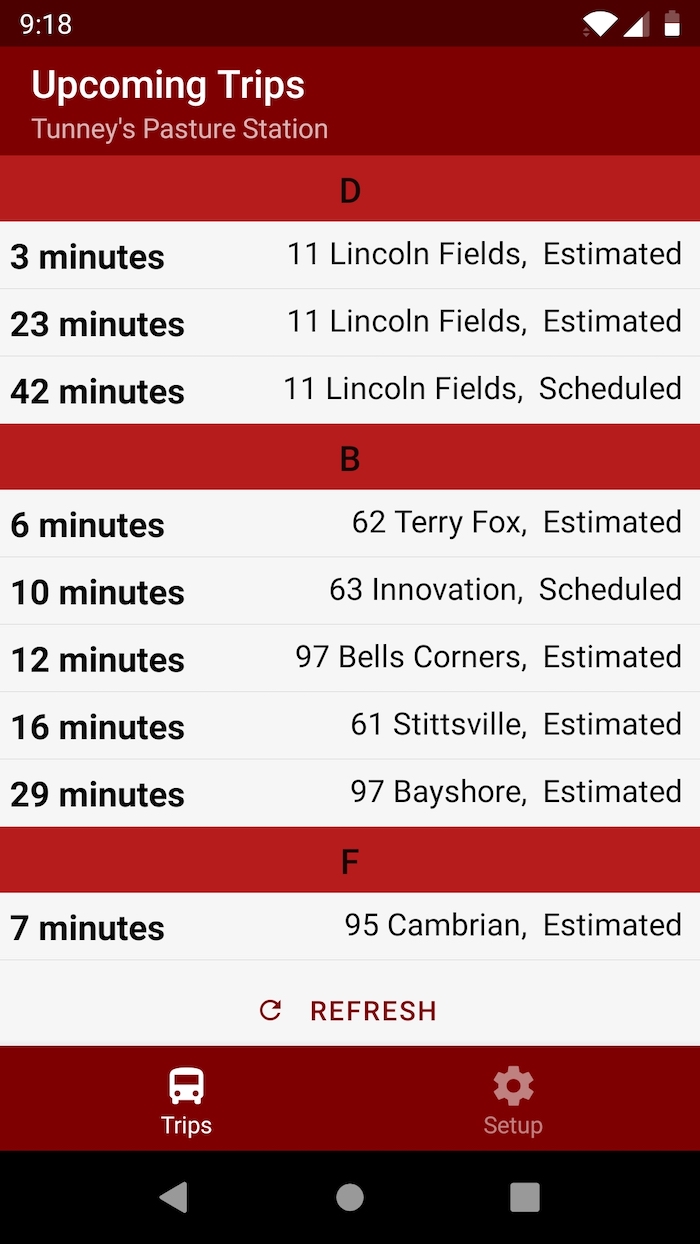 9:18
Upcoming Trips
Tunney's Pasture Station
D
3 minutes 11 Lincoln Fields, Estimated
23 minutes 11 Lincoln Fields, Estimated
42 minutes 11 Lincoln Fields, Scheduled
B
6 minutes 62 Terry Fox, Estimated
10 minutes 63 Innovation, Scheduled
12 minutes 97 Bells Corners, Estimated
16 minutes 61 Stittsville, Estimated
29 minutes 97 Bayshore, Estimated
F
7 minutes 95 Cambrian, Estimated
REFRESH
Trips Setup